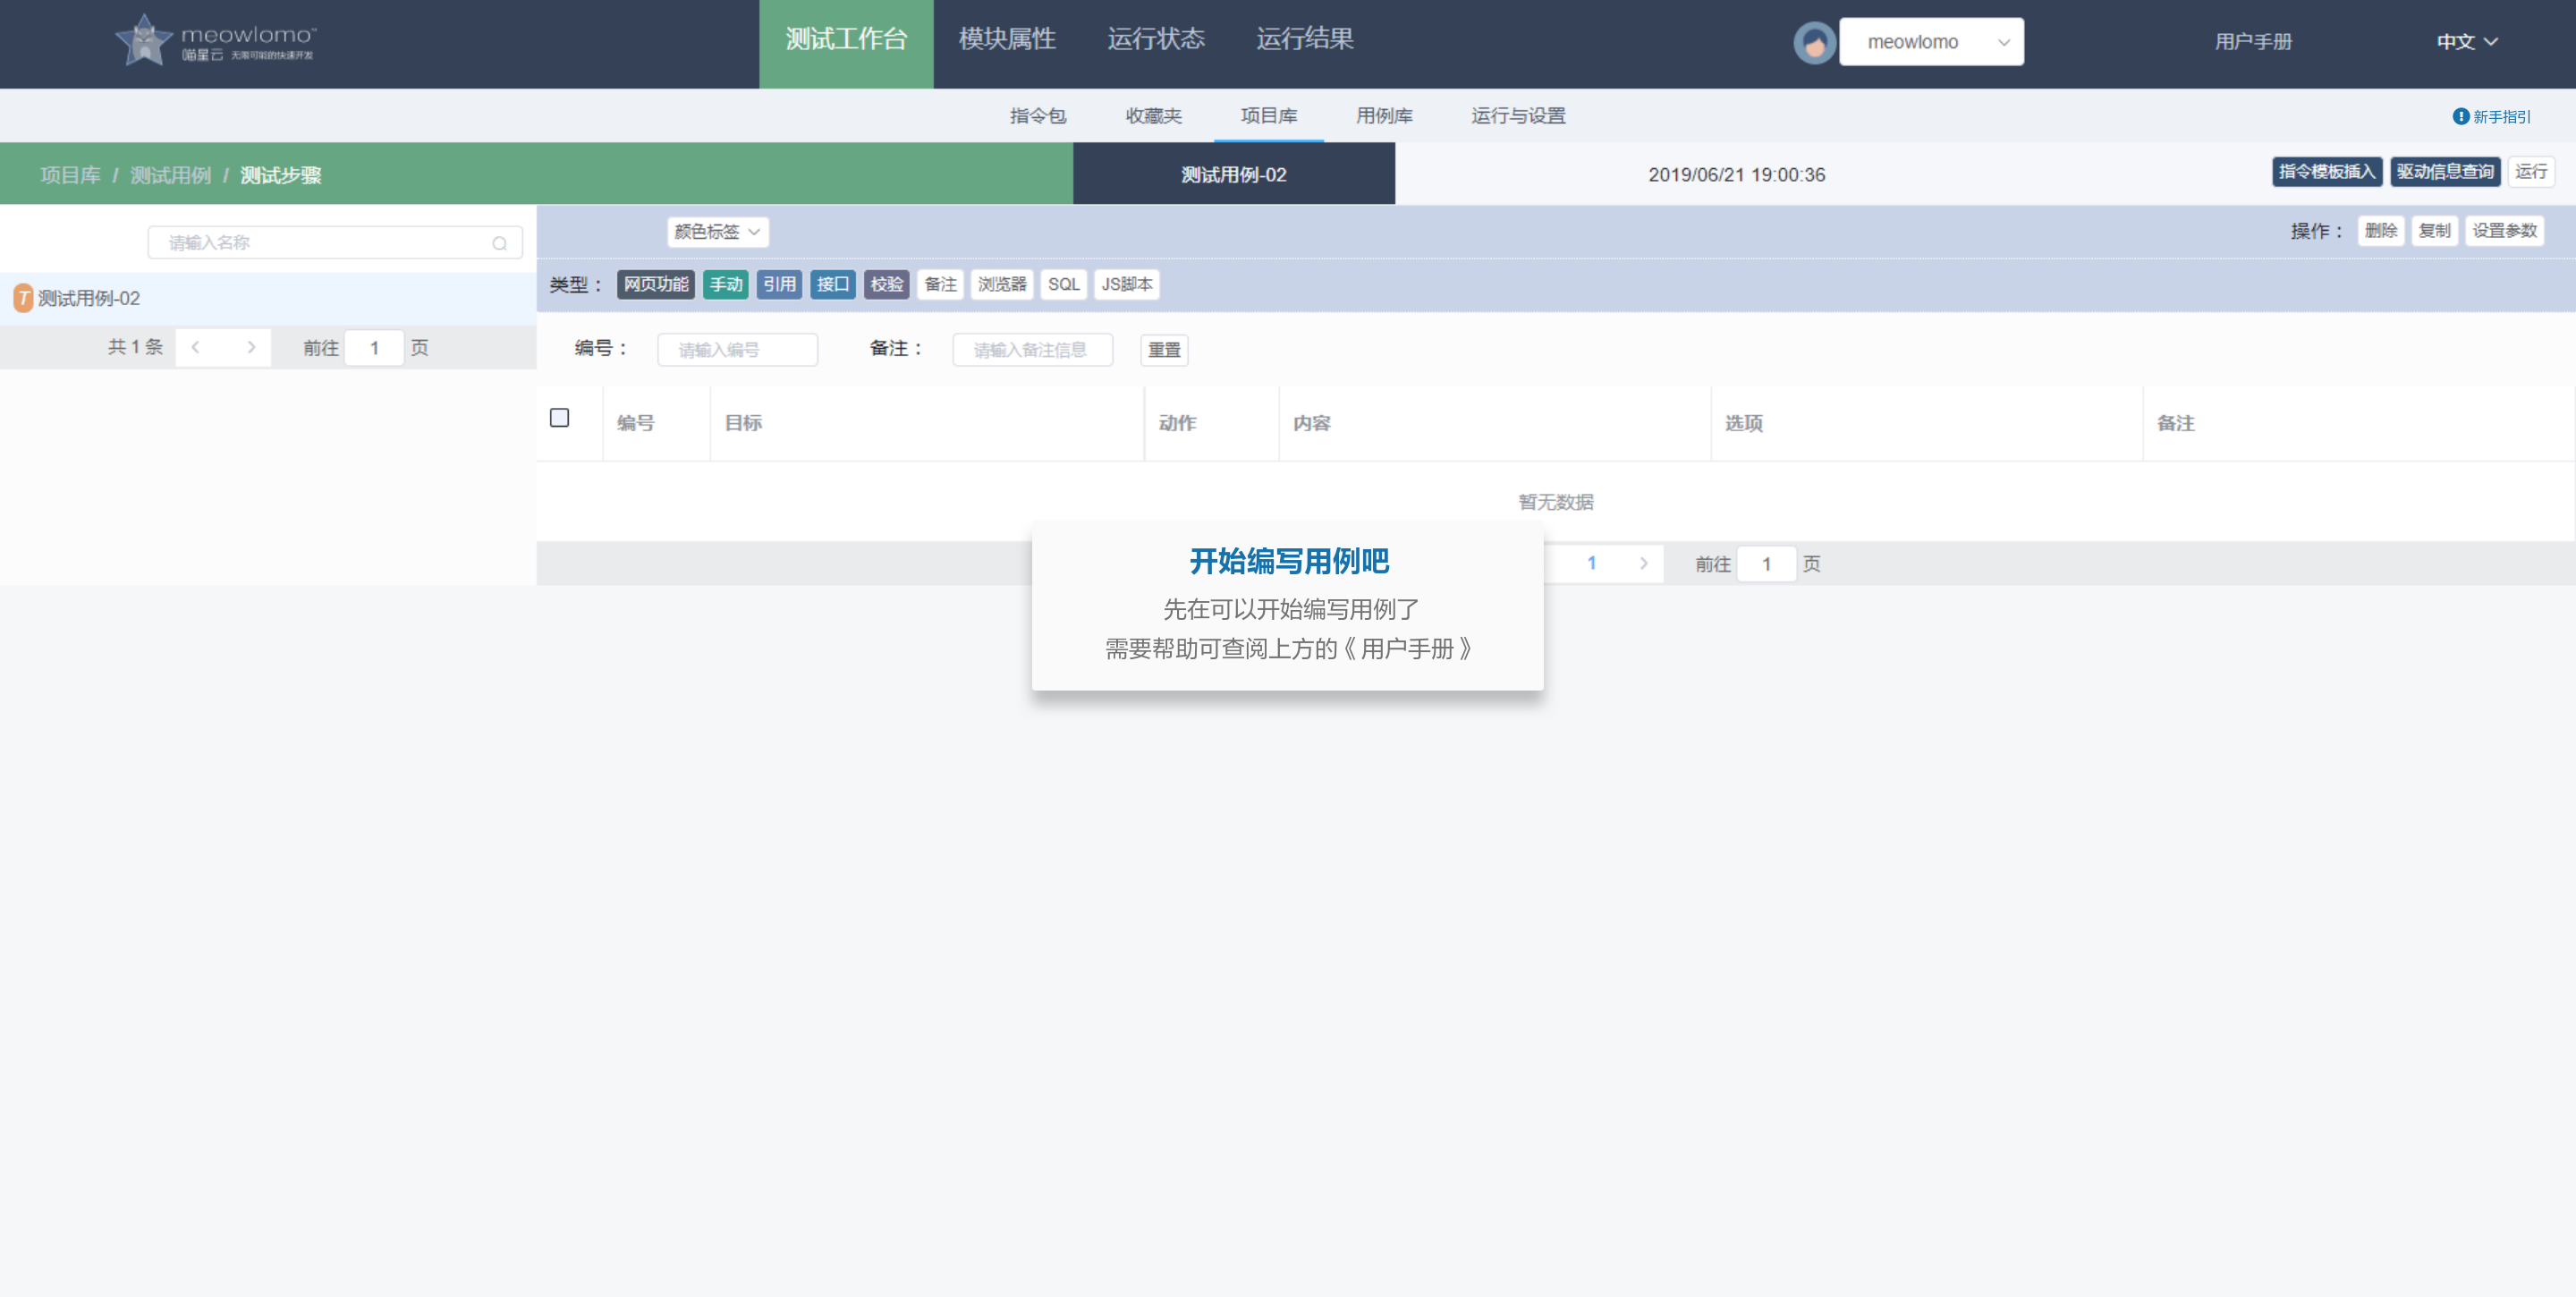 meowlomo™
喵星云 无限可能的快速开发
测试工作台 模块属性 运行状态 运行结果
meowlomo
用户手册
中文
指令包 收藏夹 项目库 用例库 运行与设置
新手指引
项目库 / 测试用例 / 测试步骤
测试用例-02
2019/06/21 19:00:36
指令模板插入 驱动信息查询 运行
请输入名称
T 测试用例-02
共 1 条
前往 1 页
颜色标签
操作： 删除 复制 设置参数
类型： 网页功能 手动 引用 接口 校验 备注 浏览器 SQL JS脚本
编号： 请输入编号 备注： 请输入备注信息 重置
编号 目标 动作 内容 选项 备注
暂无数据
1 前往 1 页
开始编写用例吧
先在可以开始编写用例了
需要帮助可查阅上方的《用户手册》